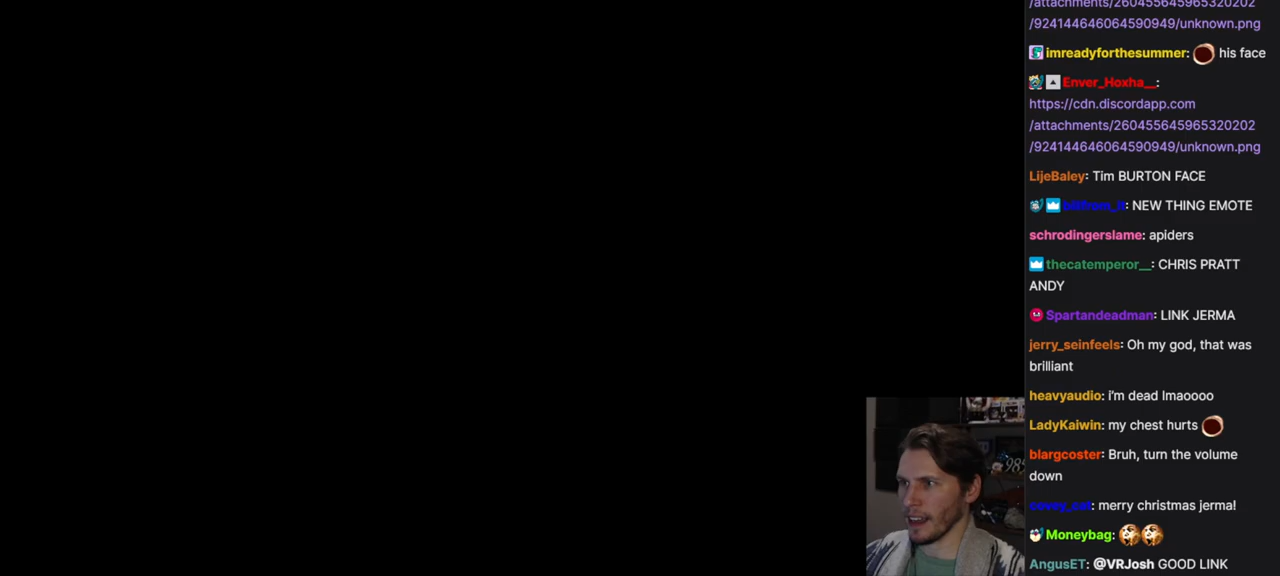 /attachments/260455645965320202
/924144646064590949/unknown.png
imreadyforthesummer: his face
Enver_Hoxha__:
https://cdn.discordapp.com
/attachments/260455645965320202
/924144646064590949/unknown.png
LijeBaley: Tim BURTON FACE
NEW THING EMOTE
schrodingerslame: apiders
thecatemperor__: CHRIS PRATT
ANDY
Spartandeadman: LINK JERMA
jerry_seinfeels: Oh my god, that was
brilliant
heavyaudio: i'm dead lmaoooo
LadyKaiwin: my chest hurts
blargcoster: Bruh, turn the volume
down
merry christmas jerma!
Moneybag:
AngusET: @VRJosh GOOD LINK
985